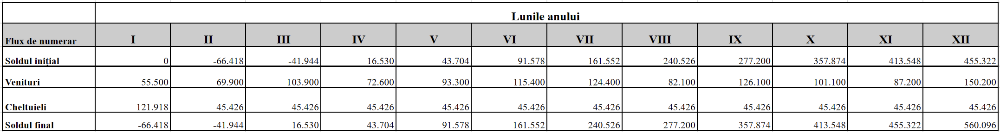 Lunile anului
Flux de numerar I II III IV V VI VII VIII IX X XI XII
Soldul inițial 0 -66.418 -41.944 16.530 43.704 91.578 161.552 240.526 277.200 357.874 413.548 455.322
Venituri 55.500 69.900 103.900 72.600 93.300 115.400 124.400 82.100 126.100 101.100 87.200 150.200
Cheltuieli 121.918 45.426 45.426 45.426 45.426 45.426 45.426 45.426 45.426 45.426 45.426 45.426
Soldul final -66.418 -41.944 16.530 43.704 91.578 161.552 240.526 277.200 357.874 413.548 455.322 560.096